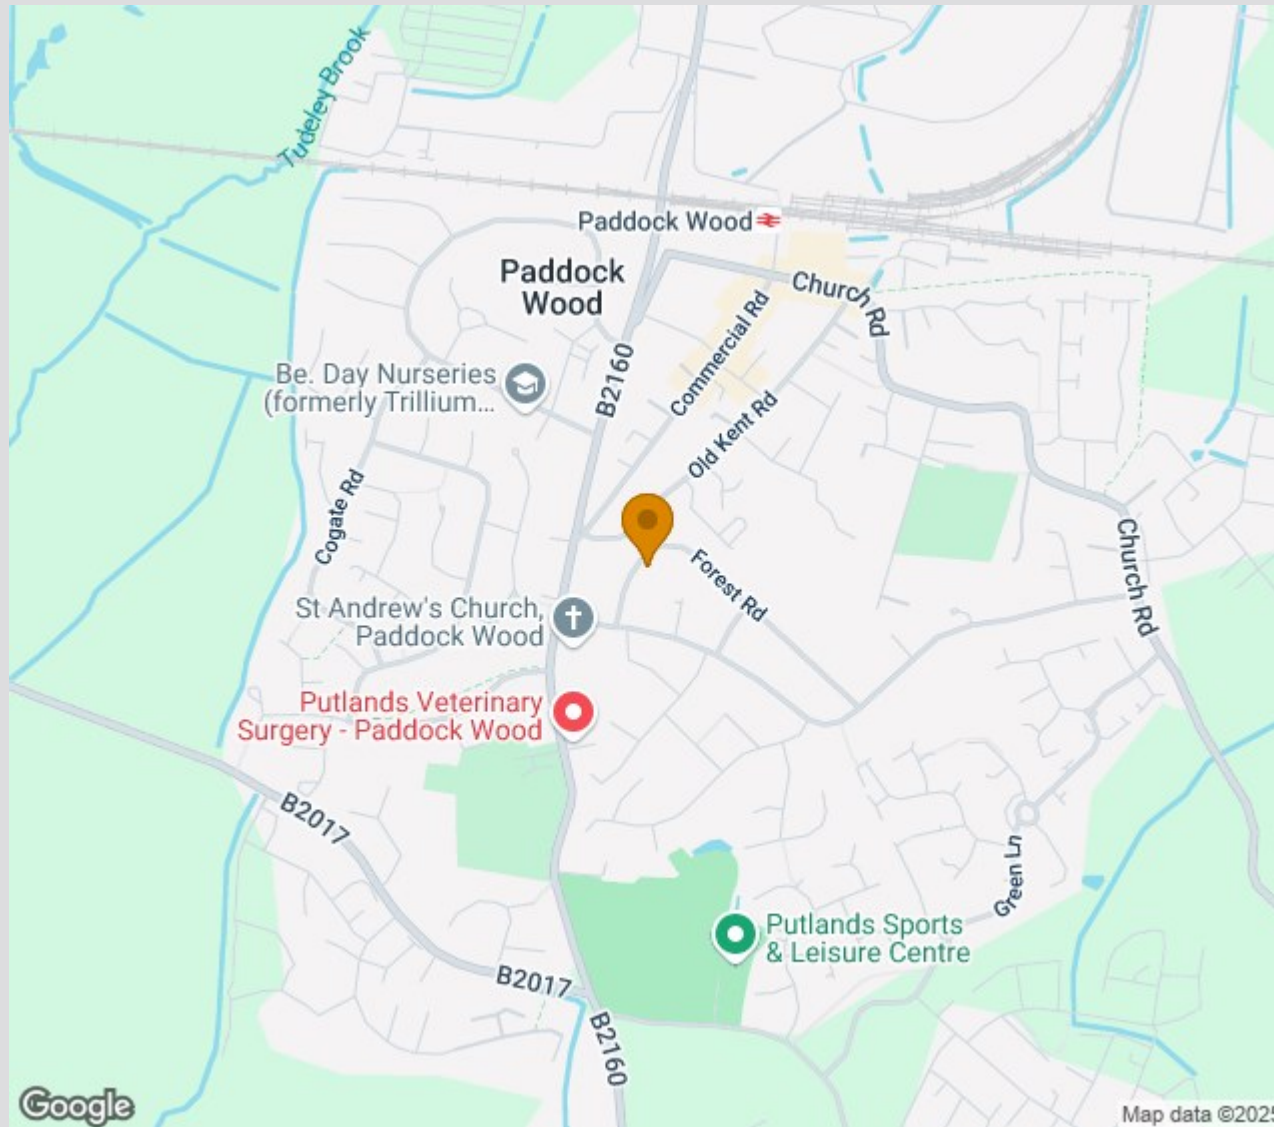 Tudeley Brook
Paddock Wood
Paddock
Wood
Church Rd
Commercial Rd
B2160
Be. Day Nurseries
(formerly Trillium...
Old Kent Rd
Cogate Rd
Forest Rd
Church Rd
St Andrew's Church,
Paddock Wood
Putlands Veterinary
Surgery - Paddock Wood
B2017
Green Ln
Putlands Sports
& Leisure Centre
B2017
B2160
Google
Map data ©2025